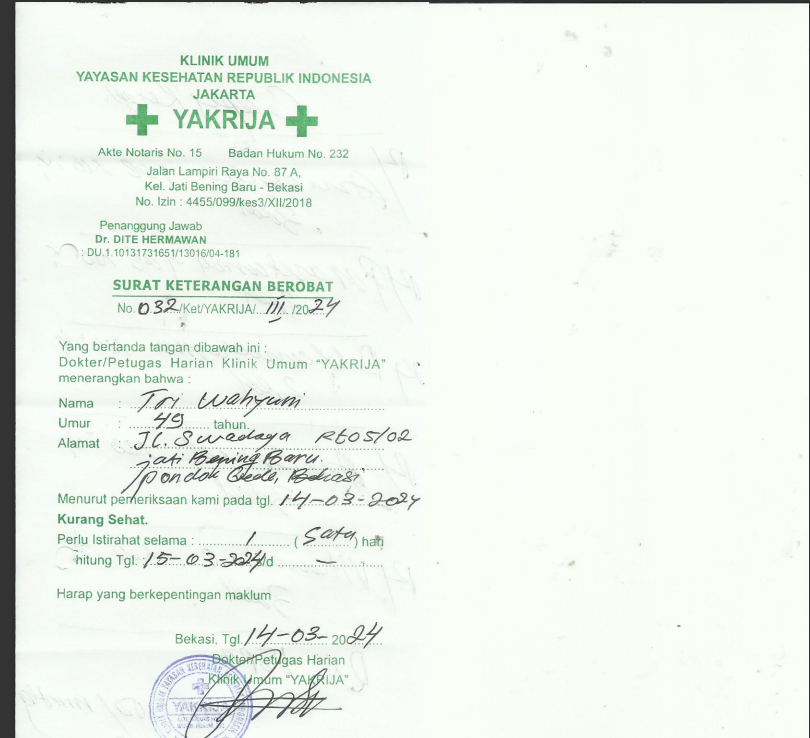 KLINIK UMUM
YAYASAN KESEHATAN REPUBLIK INDONESIA
JAKARTA
YAKRIJA
Akte Notaris No. 15 Badan Hukum No. 232
Jalan Lampiri Raya No. 87 A,
Kel. Jati Bening Baru - Bekasi
No. Izin : 4455/099/kes3/XII/2018
Penanggung Jawab
Dr. DITE HERMAWAN
: DU.1.10131731651/13016/04-181
SURAT KETERANGAN BEROBAT
No. 032/Ket/YAKRIJA/ III /2024
Yang bertanda tangan dibawah ini :
Dokter/Petugas Harian Klinik Umum "YAKRIJA"
menerangkan bahwa :
Nama : Tri Wahyuni
Umur : 49 tahun.
Alamat : Jl. Swadaya Rt 05/02
jati Bening Baru.
pondok Gede, Bekasi
Menurut pemeriksaan kami pada tgl. 14-03-2024
Kurang Sehat.
Perlu Istirahat selama : 1 (Satu) hari
hitung Tgl. 15-03-2024 s/d –
Harap yang berkepentingan maklum
Bekasi, Tgl. 14-03-2024
Dokter/Petugas Harian
Klinik Umum "YAKRIJA"
YAKRIJA